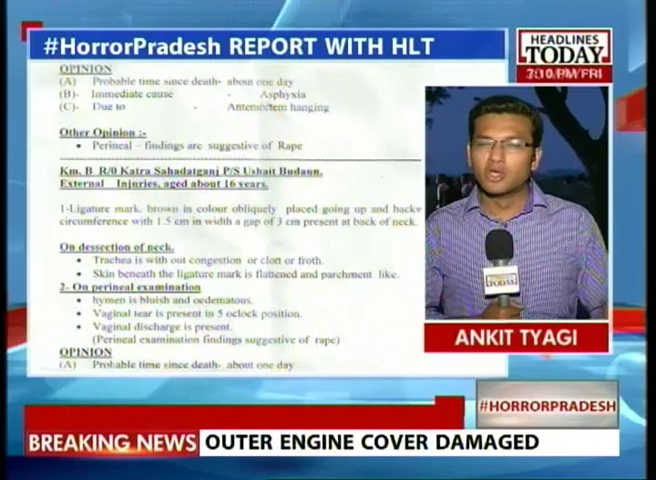 #HorrorPradesh REPORT WITH HLT
HEADLINES
TODAY
OPINION
(A) Probable time since death- about one day
(B)- Immediate cause - Asphyxia
(C)- Due to - Antemortem hanging
Other Opinion :-
• Perineal – findings are suggestive of Rape
Km. B R/0 Katra Sahadatganj P/S Ushait Budaun.
External Injuries, aged about 16 years.
1-Ligature mark, brown in colour obliquely placed going up and backw
circumference with 1.5 cm in width a gap of 3 cm present at back of neck.
On dessection of neck.
• Trachea is with out congestion or clott or froth.
• Skin beneath the ligature mark is flattened and parchment like.
2- On perineal examination
• hymen is bluish and oedematous.
• Vaginal tear is present in 5 oclock position.
• Vaginal discharge is present.
(Perineal examination findings suggestive of rape)
OPINION
(A) Probable time since death- about one day
HEADLINES
TODAY
ANKIT TYAGI
#HORRORPRADESH
BREAKING NEWS OUTER ENGINE COVER DAMAGED